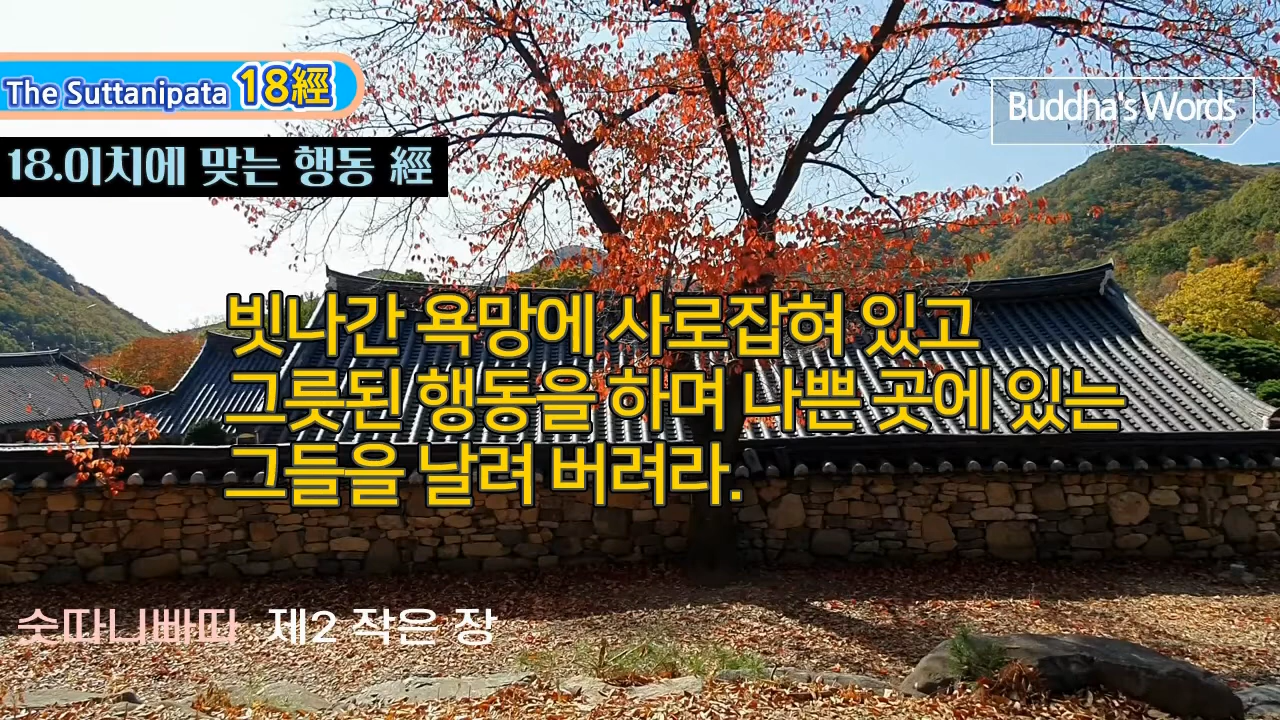 The Suttanipata 18經
Buddha's Words
18.이치에 맞는 행동 經
빗나간 욕망에 사로잡혀 있고
그릇된 행동을 하며 나쁜 곳에 있는
그들을 날려 버려라.
숫따니빠따 제2 작은 장